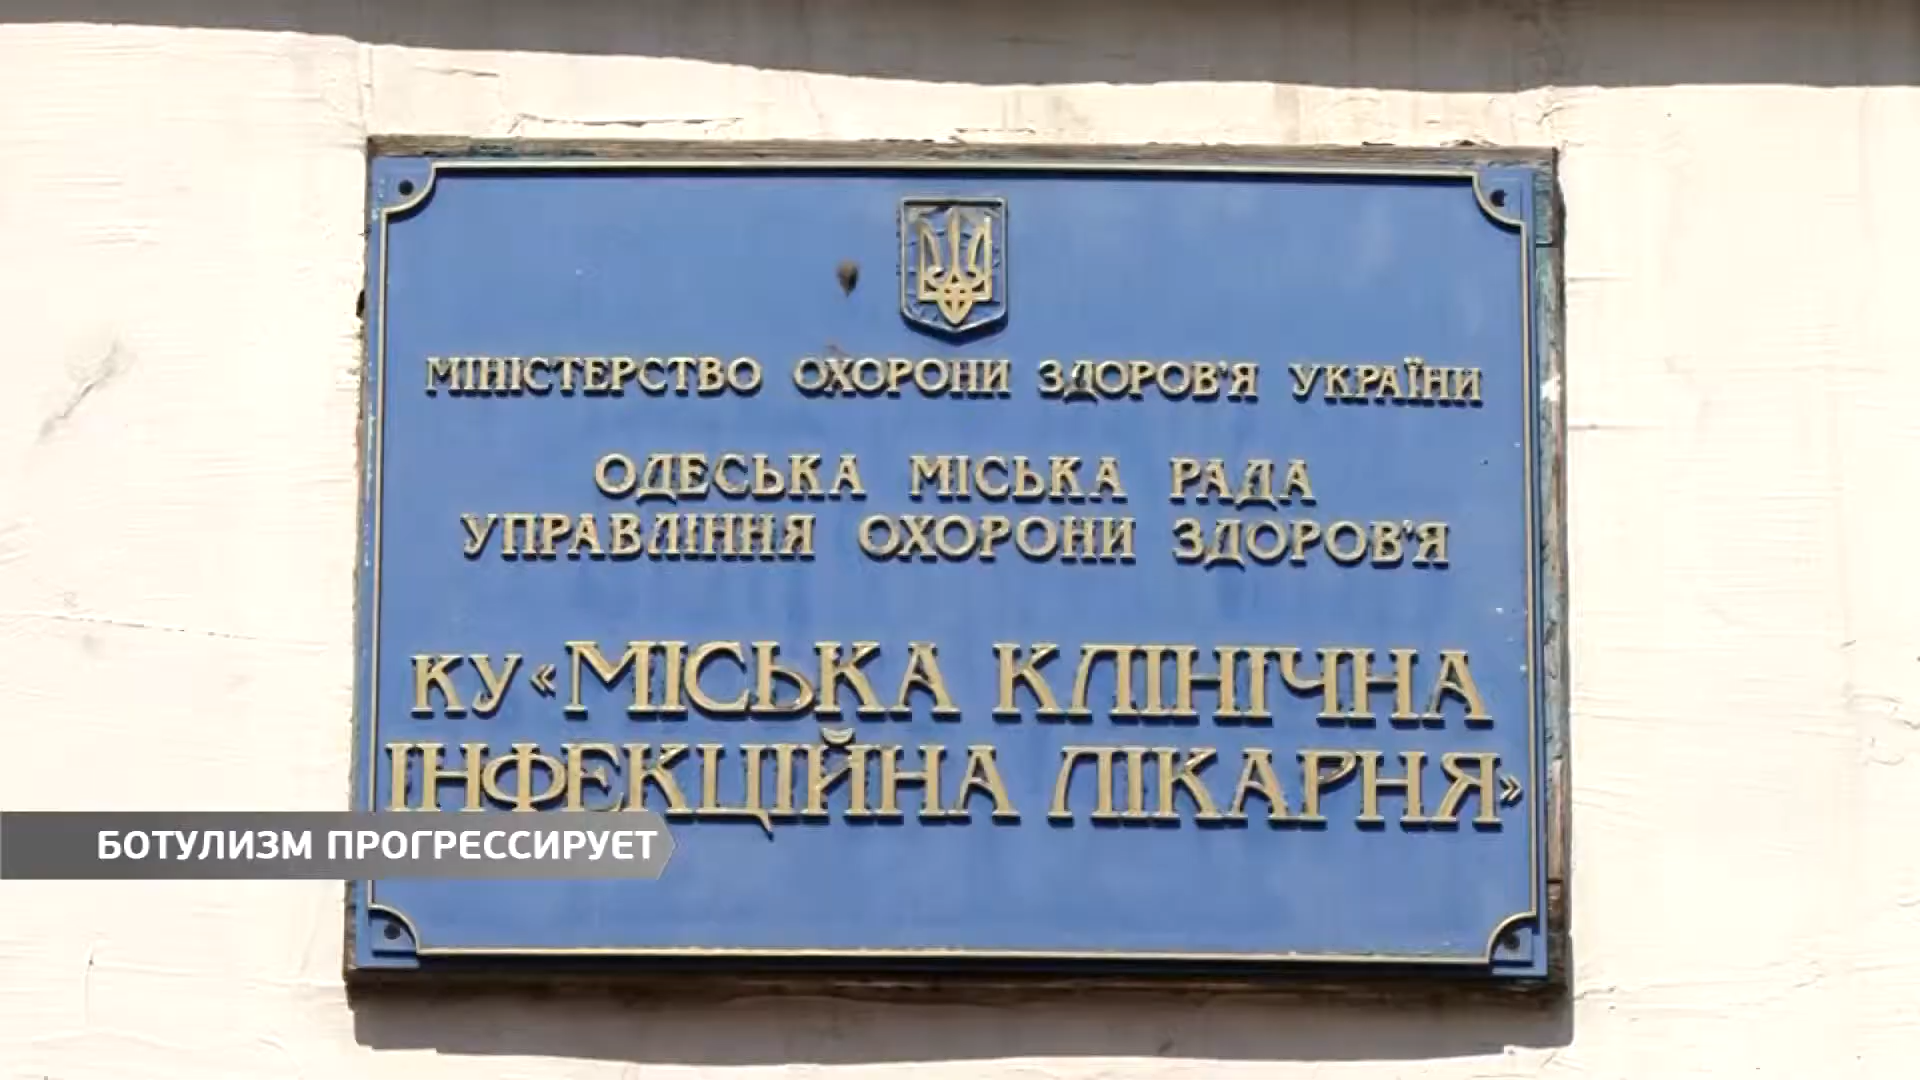 МІНІСТЕРСТВО ОХОРОНИ ЗДОРОВ'Я УКРАЇНИ
ОДЕСЬКА МІСЬКА РАДА
УПРАВЛІННЯ ОХОРОНИ ЗДОРОВ'Я
КУ «МІСЬКА КЛІНІЧНА
ІНФЕКЦІЙНА ЛІКАРНЯ»
БОТУЛИЗМ ПРОГРЕССИРУЕТ